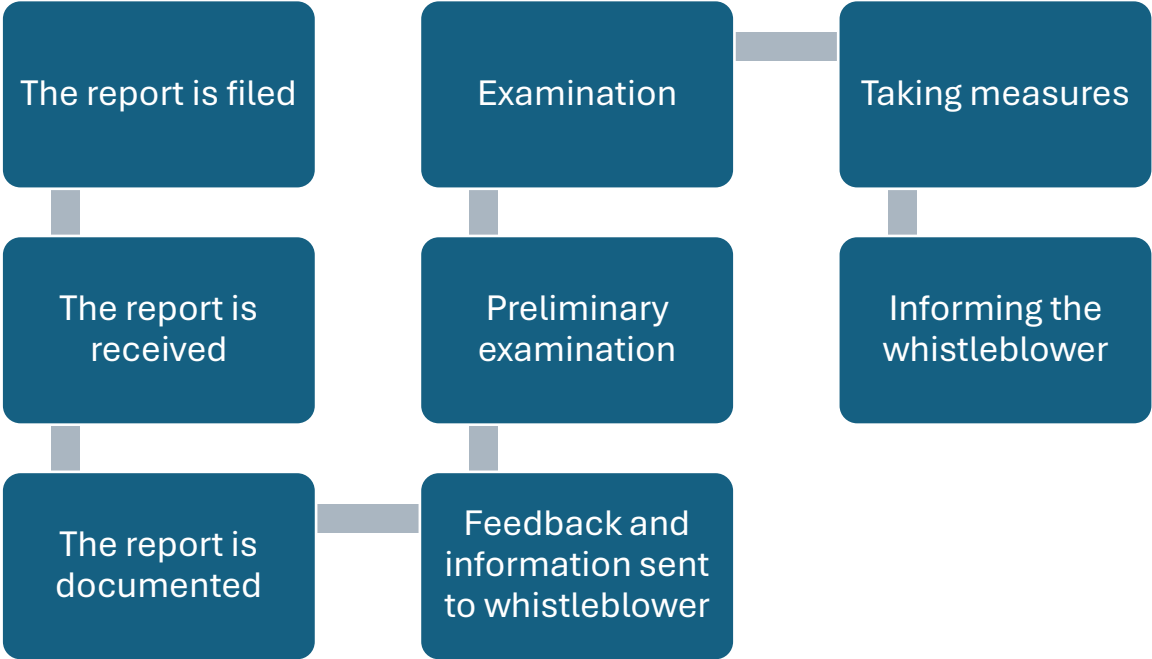 The report is filed
The report is
received
The report is
documented
Feedback and
information sent
to whistleblower
Preliminary
examination
Examination
Taking measures
Informing the
whistleblower